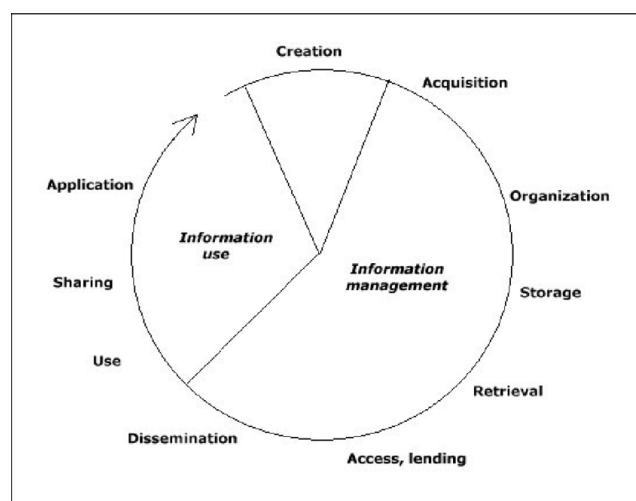 Creation
Acquisition
Application
Organization
Information
use
Information
management
Sharing
Storage
Use
Retrieval
Dissemination
Access, lending